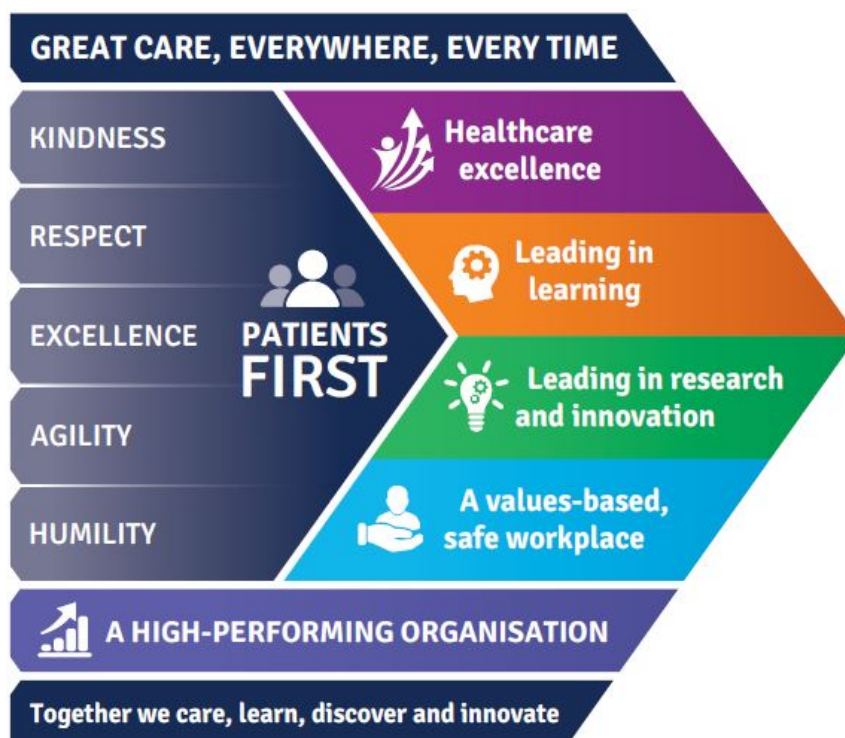 GREAT CARE, EVERYWHERE, EVERY TIME
KINDNESS
RESPECT
EXCELLENCE
AGILITY
HUMILITY
PATIENTS
FIRST
Healthcare
excellence
Leading in
learning
Leading in research
and innovation
A values-based,
safe workplace
A HIGH-PERFORMING ORGANISATION
Together we care, learn, discover and innovate